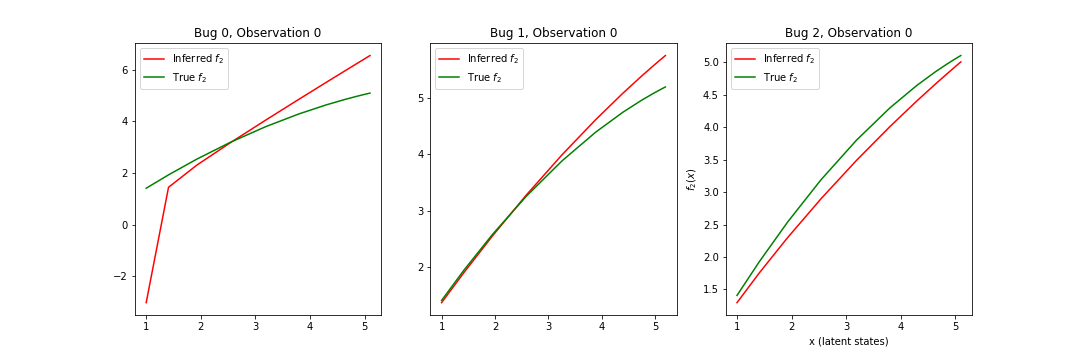 Bug 0, Observation 0
Inferred f₂
True f₂
6
4
2
0
−2
1
2
3
4
5
Bug 1, Observation 0
Inferred f₂
True f₂
5
4
3
2
1
2
3
4
5
Bug 2, Observation 0
Inferred f₂
True f₂
f₂(x)
5.0
4.5
4.0
3.5
3.0
2.5
2.0
1.5
1
2
3
4
5
x (latent states)